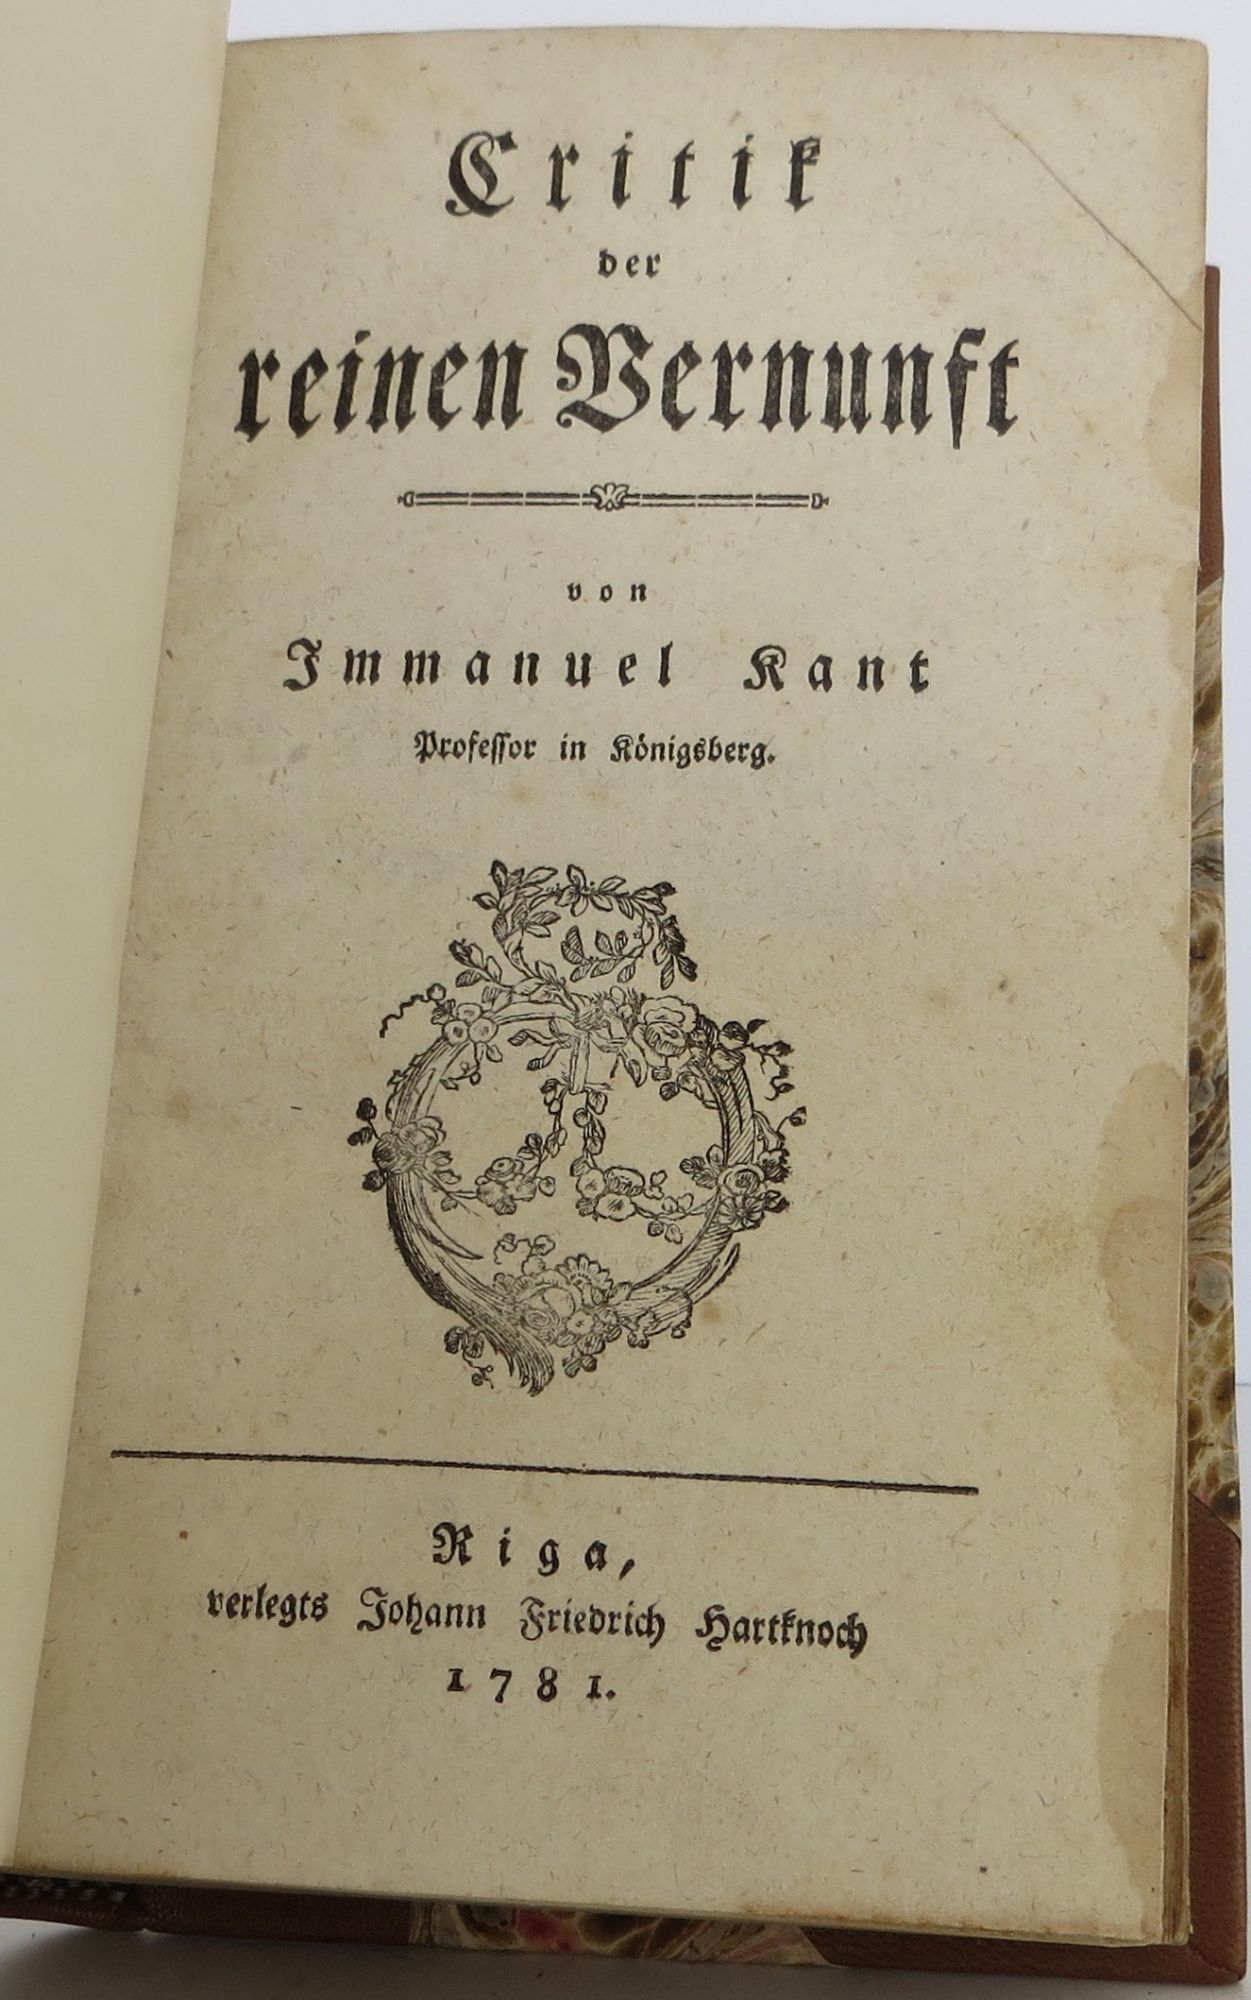 Critik
der
reinen Vernunft
von
Immanuel Kant
Professor in Königsberg.
Riga,
verlegts Johann Friedrich Hartknoch
1781.